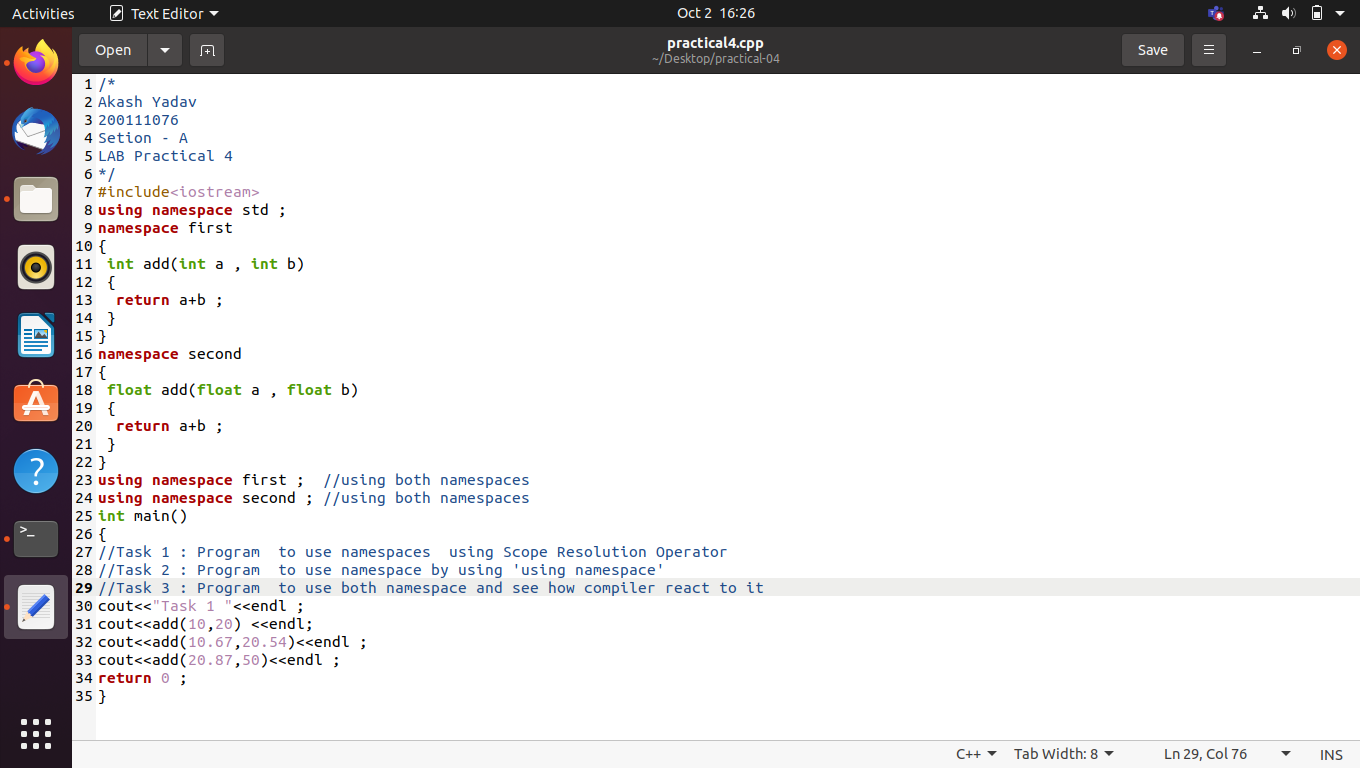 Activities Text Editor Oct 2 16:26
Open practical4.cpp Save
~/Desktop/practical-04
1 /*
2 Akash Yadav
3 200111076
4 Setion - A
5 LAB Practical 4
6 */
7 #include<iostream>
8 using namespace std ;
9 namespace first
10 {
11  int add(int a , int b)
12  {
13   return a+b ;
14  }
15 }
16 namespace second
17 {
18  float add(float a , float b)
19  {
20   return a+b ;
21  }
22 }
23 using namespace first ;  //using both namespaces
24 using namespace second ; //using both namespaces
25 int main()
26 {
27 //Task 1 : Program  to use namespaces  using Scope Resolution Operator
28 //Task 2 : Program  to use namespace by using 'using namespace'
29 //Task 3 : Program  to use both namespace and see how compiler react to it
30 cout<<"Task 1 "<<endl ;
31 cout<<add(10,20) <<endl;
32 cout<<add(10.67,20.54)<<endl ;
33 cout<<add(20.87,50)<<endl ;
34 return 0 ;
35 }
C++ Tab Width: 8 Ln 29, Col 76 INS